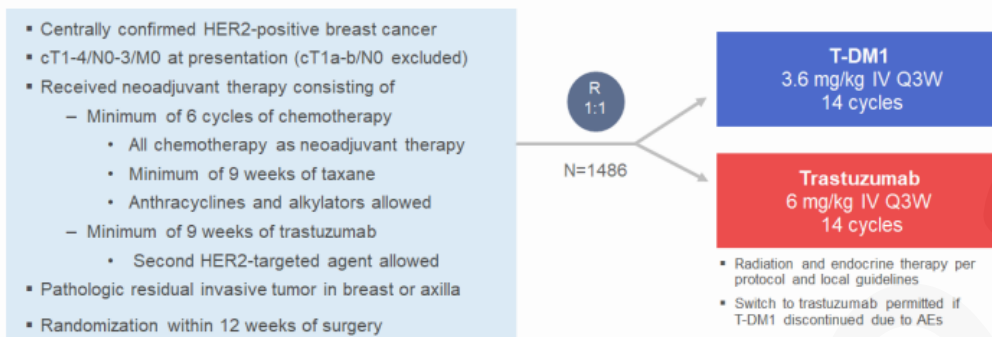 Centrally confirmed HER2-positive breast cancer
cT1-4/N0-3/M0 at presentation (cT1a-b/N0 excluded)
Received neoadjuvant therapy consisting of
– Minimum of 6 cycles of chemotherapy
• All chemotherapy as neoadjuvant therapy
• Minimum of 9 weeks of taxane
• Anthracyclines and alkylators allowed
– Minimum of 9 weeks of trastuzumab
• Second HER2-targeted agent allowed
Pathologic residual invasive tumor in breast or axilla
Randomization within 12 weeks of surgery
R
1:1
N=1486
T-DM1
3.6 mg/kg IV Q3W
14 cycles
Trastuzumab
6 mg/kg IV Q3W
14 cycles
Radiation and endocrine therapy per
protocol and local guidelines
Switch to trastuzumab permitted if
T-DM1 discontinued due to AEs